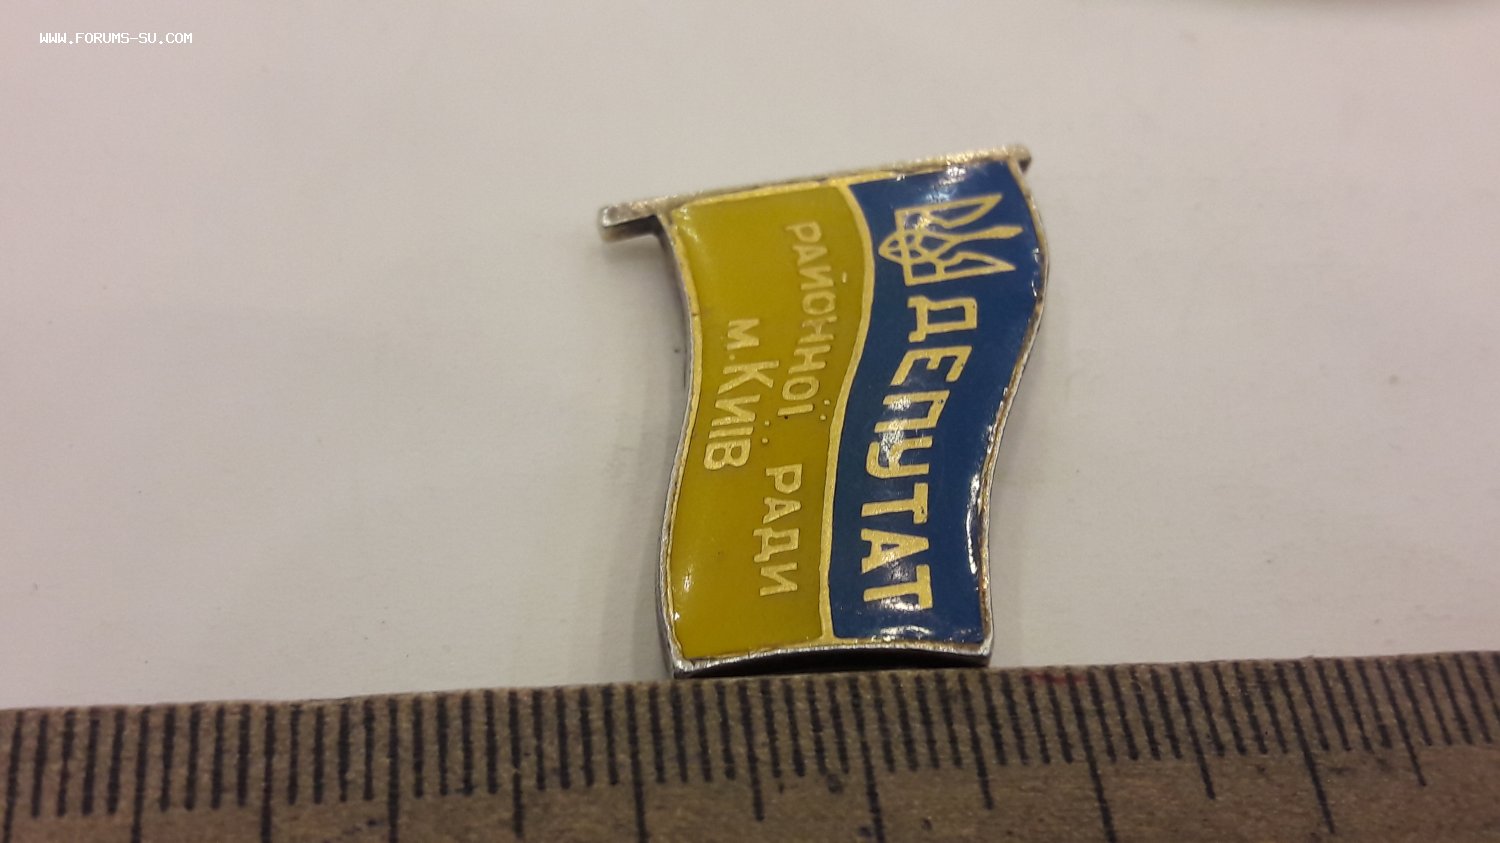 WWW.FORUMS-SU.COM
ДЕПУТАТ
РАЙОННОЇ РАДИ
М.КИЇВ